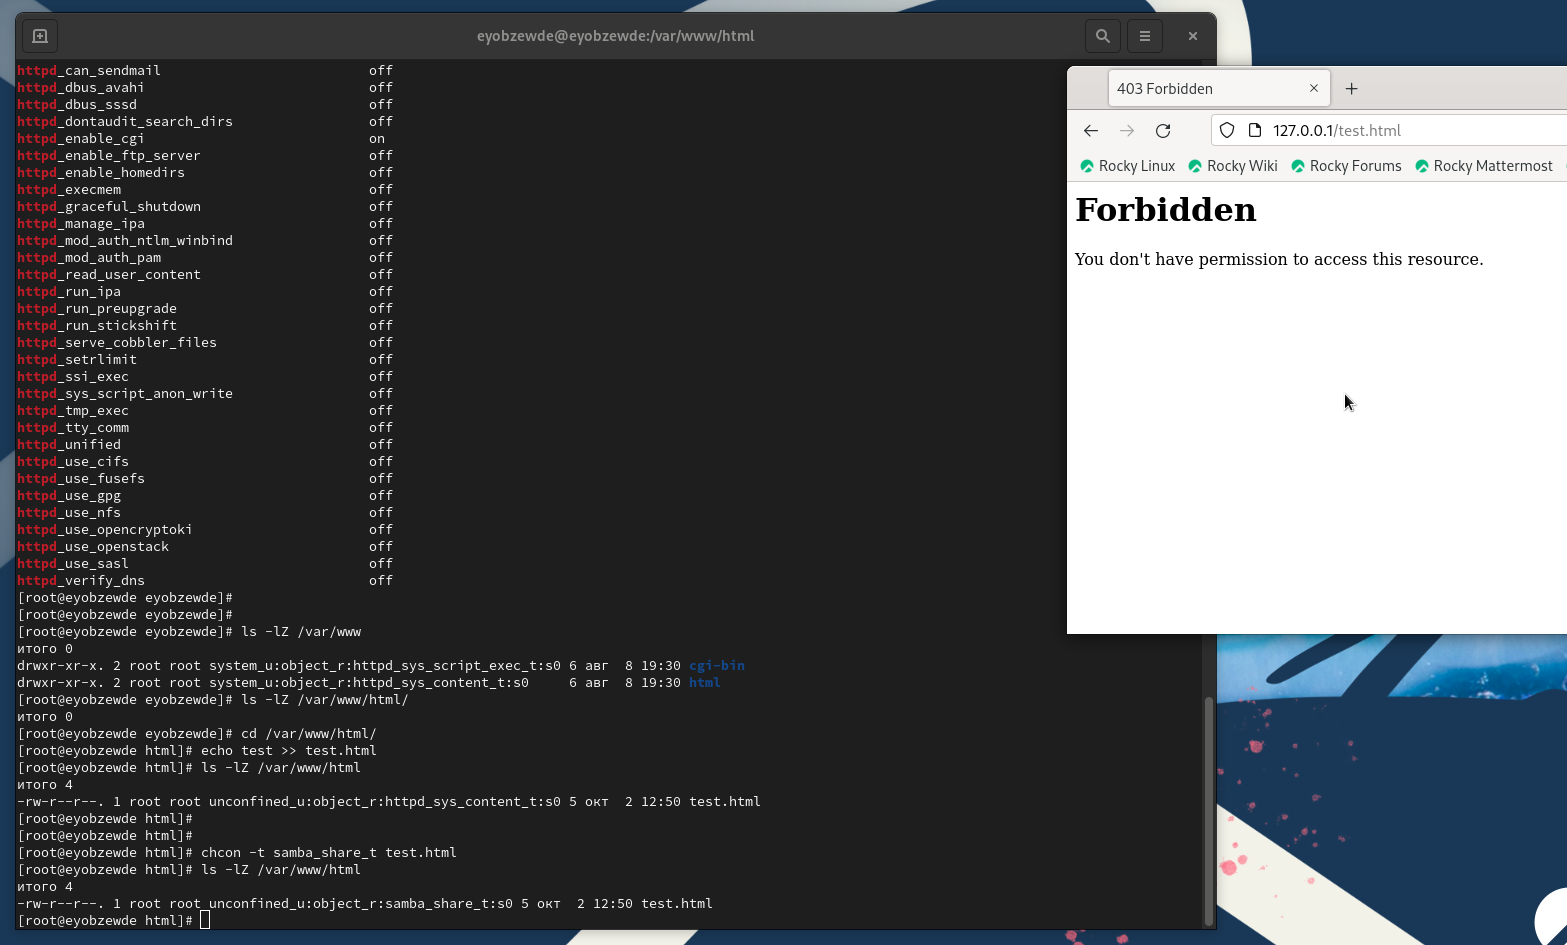 eyobzewde@eyobzewde:/var/www/html
httpd_can_sendmail off
httpd_dbus_avahi off
httpd_dbus_sssd off
httpd_dontaudit_search_dirs off
httpd_enable_cgi on
httpd_enable_ftp_server off
httpd_enable_homedirs off
httpd_execmem off
httpd_graceful_shutdown off
httpd_manage_ipa off
httpd_mod_auth_ntlm_winbind off
httpd_mod_auth_pam off
httpd_read_user_content off
httpd_run_ipa off
httpd_run_preupgrade off
httpd_run_stickshift off
httpd_serve_cobbler_files off
httpd_setrlimit off
httpd_ssi_exec off
httpd_sys_script_anon_write off
httpd_tmp_exec off
httpd_tty_comm off
httpd_unified off
httpd_use_cifs off
httpd_use_fusefs off
httpd_use_gpg off
httpd_use_nfs off
httpd_use_opencryptoki off
httpd_use_openstack off
httpd_use_sasl off
httpd_verify_dns off
[root@eyobzewde eyobzewde]#
[root@eyobzewde eyobzewde]#
[root@eyobzewde eyobzewde]# ls -lZ /var/www
итого 0
drwxr-xr-x. 2 root root system_u:object_r:httpd_sys_script_exec_t:s0 6 авг  8 19:30 cgi-bin
drwxr-xr-x. 2 root root system_u:object_r:httpd_sys_content_t:s0     6 авг  8 19:30 html
[root@eyobzewde eyobzewde]# ls -lZ /var/www/html/
итого 0
[root@eyobzewde eyobzewde]# cd /var/www/html/
[root@eyobzewde html]# echo test >> test.html
[root@eyobzewde html]# ls -lZ /var/www/html
итого 4
-rw-r--r--. 1 root root unconfined_u:object_r:httpd_sys_content_t:s0 5 окт  2 12:50 test.html
[root@eyobzewde html]#
[root@eyobzewde html]#
[root@eyobzewde html]# chcon -t samba_share_t test.html
[root@eyobzewde html]# ls -lZ /var/www/html
итого 4
-rw-r--r--. 1 root root unconfined_u:object_r:samba_share_t:s0 5 окт  2 12:50 test.html
[root@eyobzewde html]#
403 Forbidden
127.0.0.1/test.html
Rocky Linux Rocky Wiki Rocky Forums Rocky Mattermost
Forbidden
You don't have permission to access this resource.